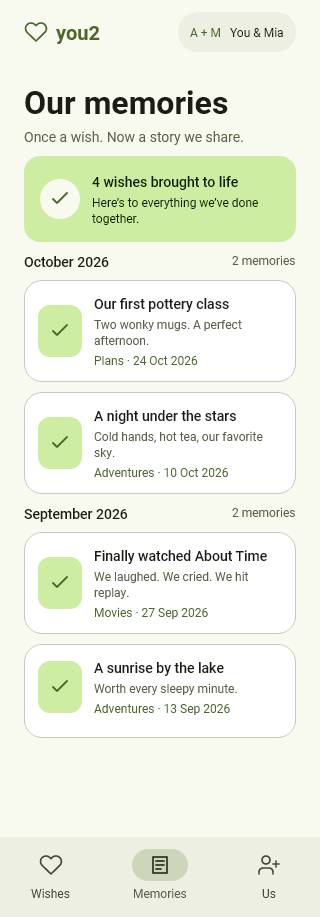 you2
A + M You & Mia
Our memories
Once a wish. Now a story we share.
4 wishes brought to life
Here’s to everything we’ve done
together.
October 2026 2 memories
Our first pottery class
Two wonky mugs. A perfect
afternoon.
Plans · 24 Oct 2026
A night under the stars
Cold hands, hot tea, our favorite
sky.
Adventures · 10 Oct 2026
September 2026 2 memories
Finally watched About Time
We laughed. We cried. We hit
replay.
Movies · 27 Sep 2026
A sunrise by the lake
Worth every sleepy minute.
Adventures · 13 Sep 2026
Wishes Memories Us